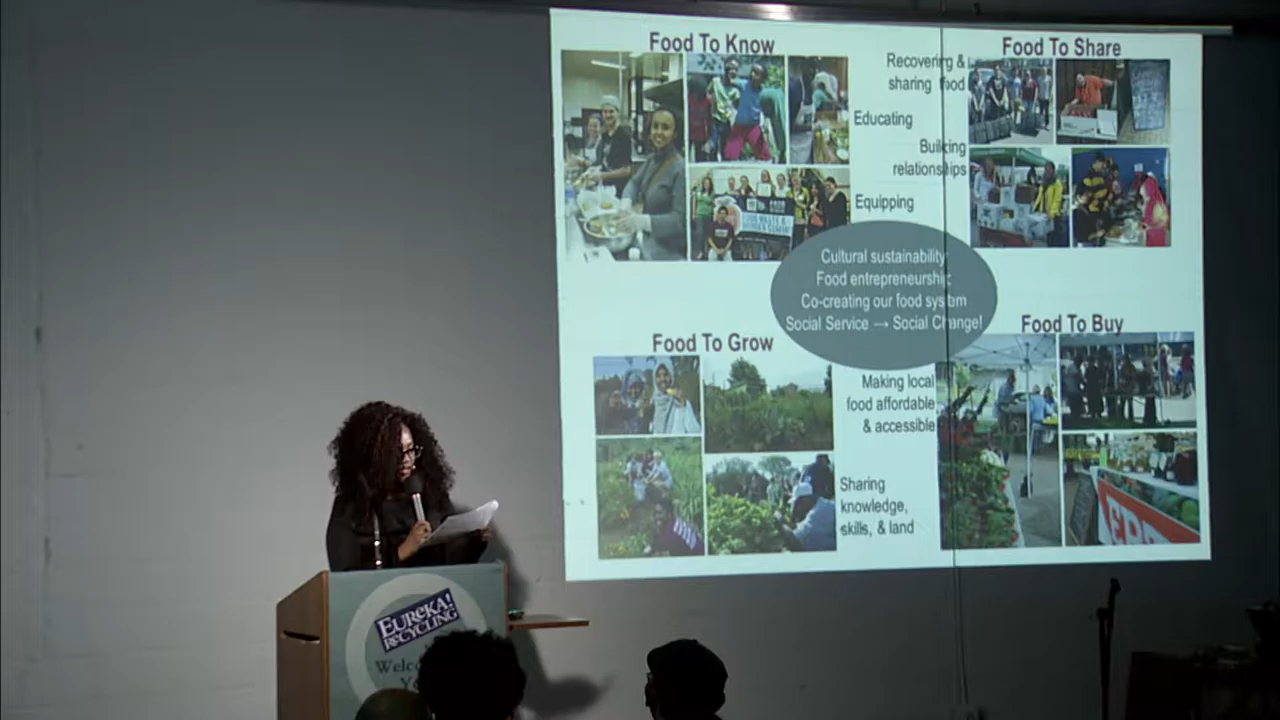 Food To Know
Food To Share
Recovering &
sharing food
Educating
Building
relationships
Equipping
Cultural sustainability
Food entrepreneurship
Co-creating our food system
Social Service → Social Change!
Food To Grow
Food To Buy
Making local
food affordable
& accessible
Sharing
knowledge,
skills, & land
EUREKA!
RECYCLING